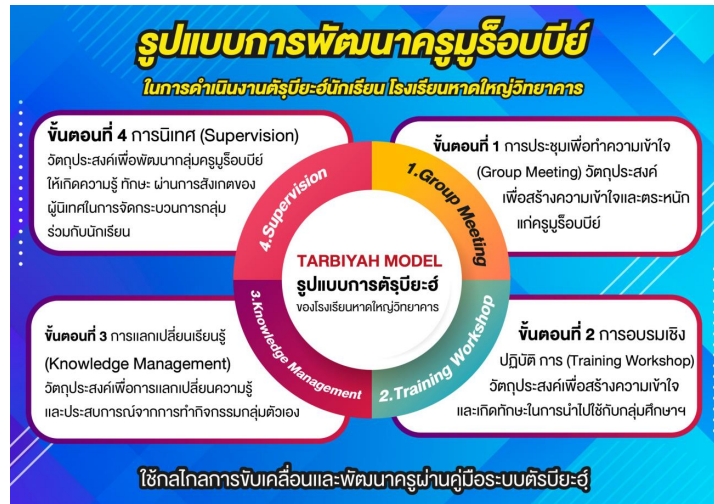 รูปแบบการพัฒนาครูมูร็อบบีย์
ในการดำเนินงานตัรฺบียะฮ์นักเรียน โรงเรียนหาดใหญ่วิทยาคาร
ขั้นตอนที่ 1 การประชุมเพื่อทำความเข้าใจ
(Group Meeting) วัตถุประสงค์
เพื่อสร้างความเข้าใจและตระหนัก
แก่ครูมูร็อบบีย์
ขั้นตอนที่ 2 การอบรมเชิง
ปฏิบัติ การ (Training Workshop)
วัตถุประสงค์เพื่อสร้างความเข้าใจ
และเกิดทักษะในการนำไปใช้กับกลุ่มศึกษาฯ
ขั้นตอนที่ 3 การแลกเปลี่ยนเรียนรู้
(Knowledge Management)
วัตถุประสงค์เพื่อการแลกเปลี่ยนความรู้
และประสบการณ์จากการทำกิจกรรมกลุ่มตัวเอง
ขั้นตอนที่ 4 การนิเทศ (Supervision)
วัตถุประสงค์เพื่อพัฒนากลุ่มครูมูร็อบบีย์
ให้เกิดความรู้ ทักษะ ผ่านการสังเกตของ
ผู้นิเทศในการจัดกระบวนการกลุ่ม
ร่วมกับนักเรียน
1.Group Meeting
2.Training Workshop
3.Knowledge Management
4.Supervision
TARBIYAH MODEL
รูปแบบการตัรฺบียะฮ์
ของโรงเรียนหาดใหญ่วิทยาคาร
ใช้กลไกลการขับเคลื่อนและพัฒนาครูผ่านคู่มือระบบตัรบียะฮฺ